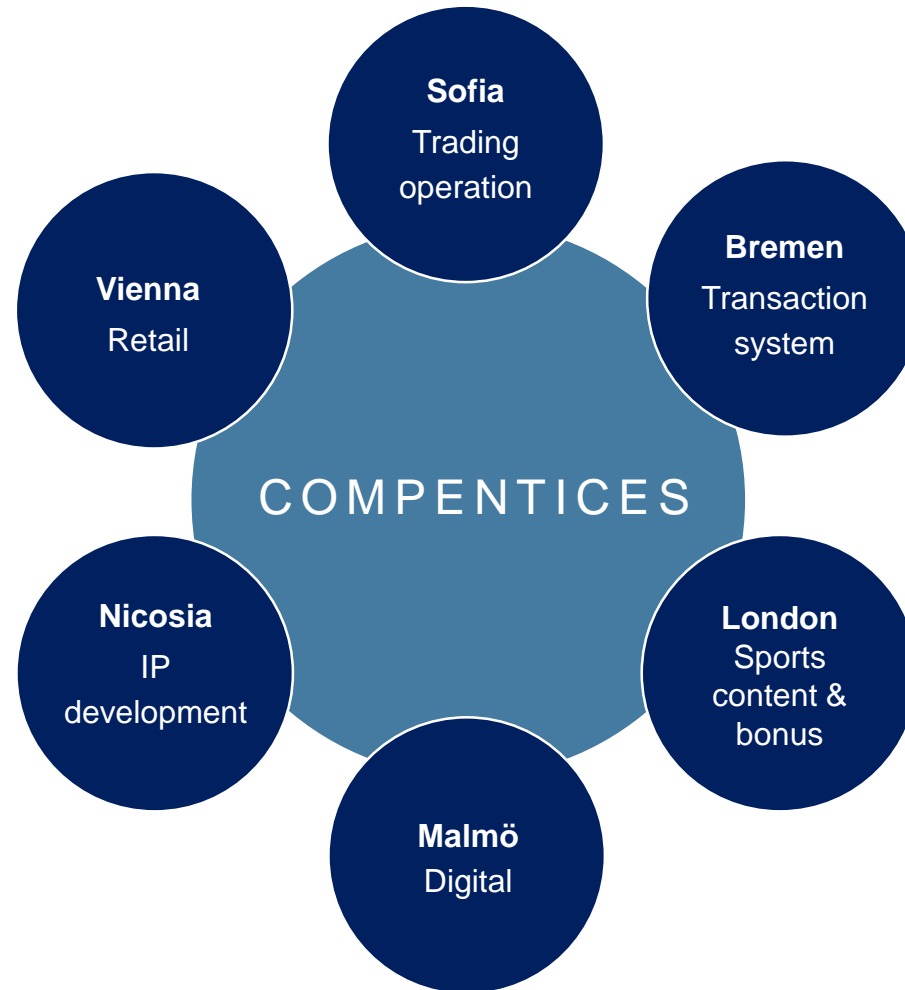 Sofia
Trading
operation
Bremen
Transaction
system
Vienna
Retail
COMPENTICES
Nicosia
IP
development
London
Sports
content &
bonus
Malmö
Digital